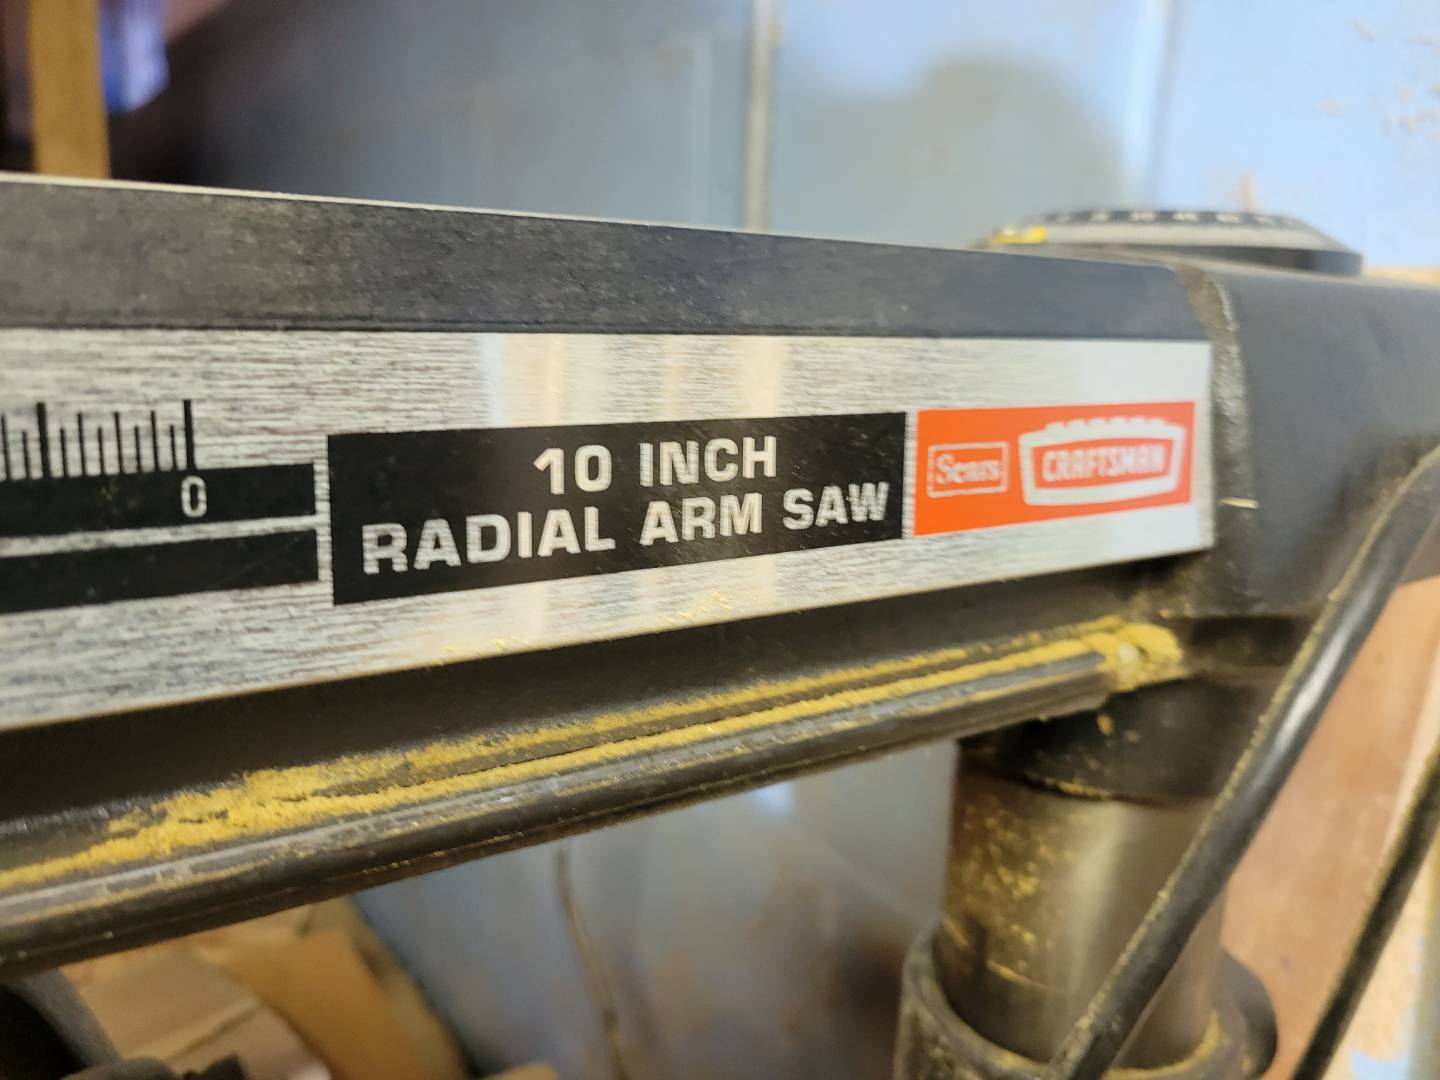 10 INCH
RADIAL ARM SAW
Sears
CRAFTSMAN
0